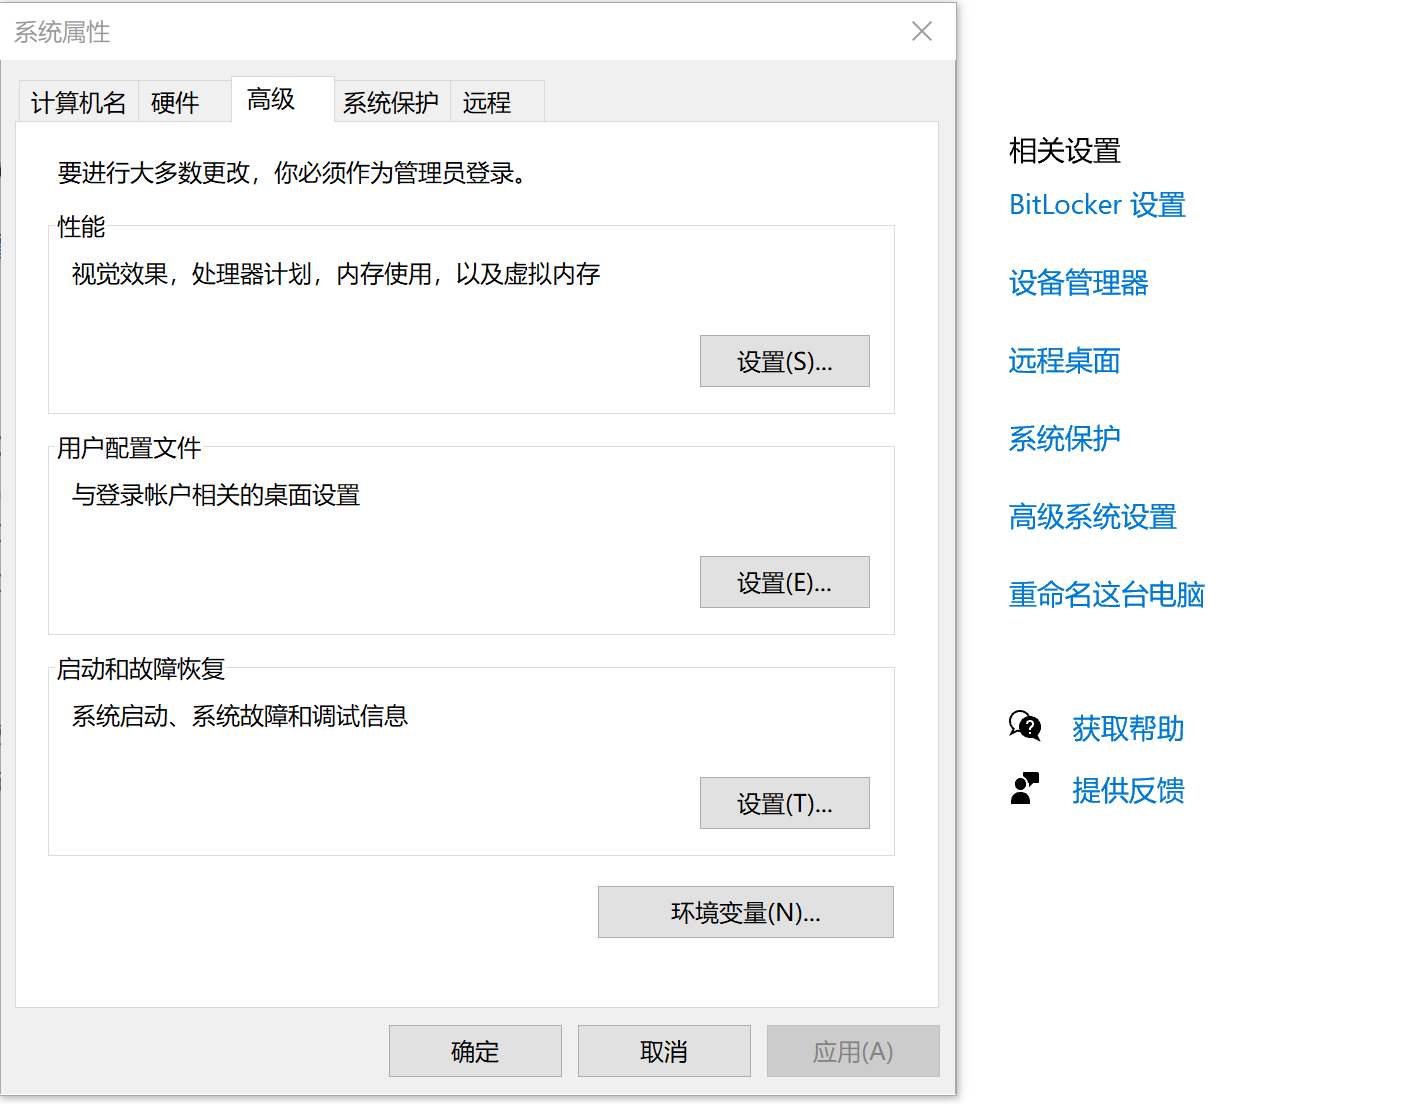 系统属性
计算机名 硬件 高级 系统保护 远程
要进行大多数更改，你必须作为管理员登录。
性能
视觉效果，处理器计划，内存使用，以及虚拟内存
设置(S)...
用户配置文件
与登录帐户相关的桌面设置
设置(E)...
启动和故障恢复
系统启动、系统故障和调试信息
设置(T)...
环境变量(N)...
确定 取消 应用(A)
相关设置
BitLocker 设置
设备管理器
远程桌面
系统保护
高级系统设置
重命名这台电脑
获取帮助
提供反馈